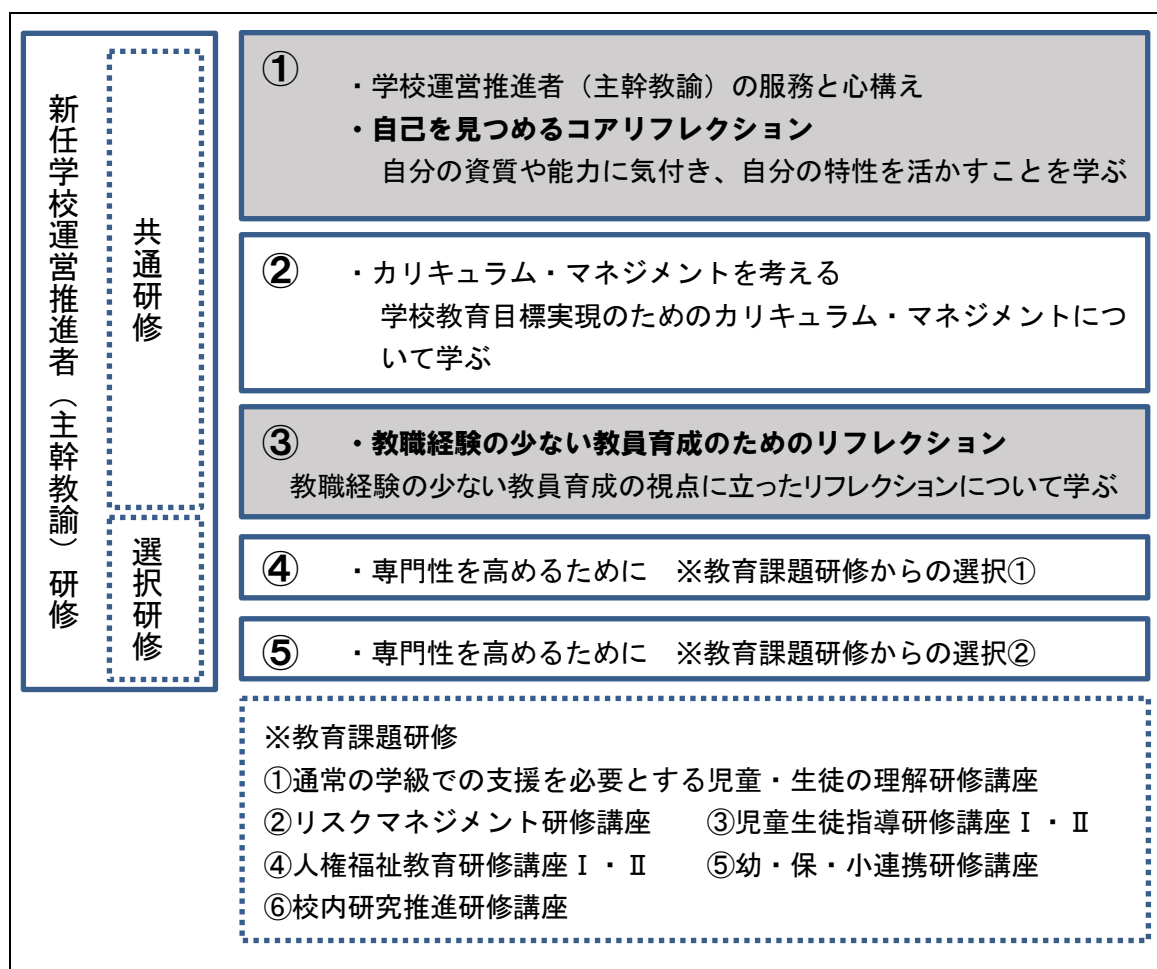 新任学校運営推進者（主幹教諭）研修
共通研修
①
・学校運営推進者（主幹教諭）の服務と心構え
・自己を見つめるコアリフレクション
自分の資質や能力に気付き、自分の特性を活かすことを学ぶ
② ・カリキュラム・マネジメントを考える
学校教育目標実現のためのカリキュラム・マネジメントにつ
いて学ぶ
③ ・教職経験の少ない教員育成のためのリフレクション
教職経験の少ない教員育成の視点に立ったリフレクションについて学ぶ
選択研修
④ ・専門性を高めるために ※教育課題研修からの選択①
⑤ ・専門性を高めるために ※教育課題研修からの選択②
※教育課題研修
①通常の学級での支援を必要とする児童・生徒の理解研修講座
②リスクマネジメント研修講座 ③児童生徒指導研修講座Ⅰ・Ⅱ
④人権福祉教育研修講座Ⅰ・Ⅱ ⑤幼・保・小連携研修講座
⑥校内研究推進研修講座